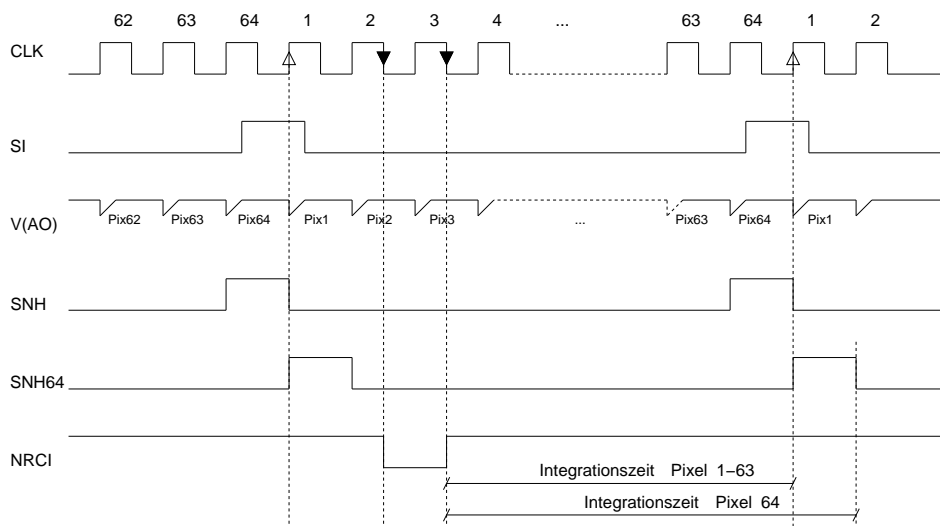 62 63 64 1 2 3 4 ... 63 64 1 2
CLK
SI
V(AO)
Pix62 Pix63 Pix64 Pix1 Pix2 Pix3 ... Pix63 Pix64 Pix1
SNH
SNH64
NRCI
Integrationszeit Pixel 1–63
Integrationszeit Pixel 64